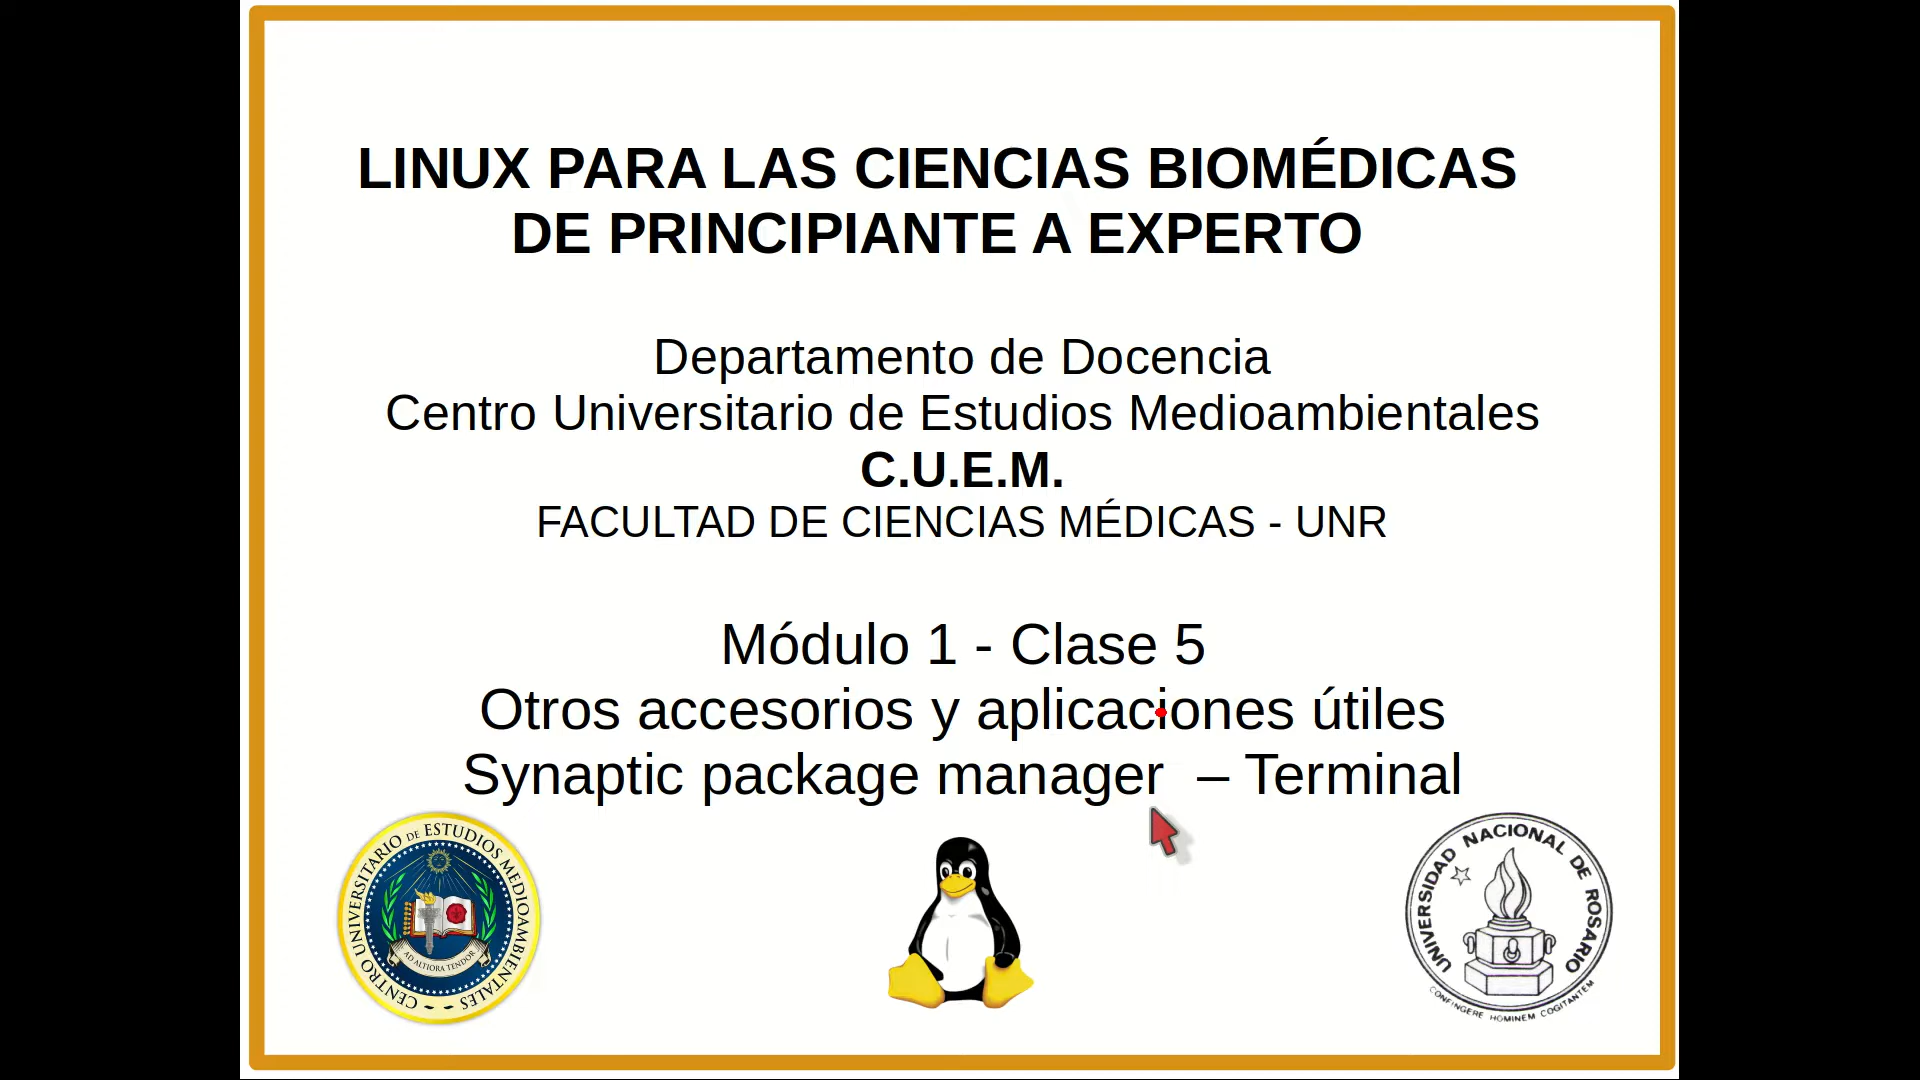 LINUX PARA LAS CIENCIAS BIOMÉDICAS
DE PRINCIPIANTE A EXPERTO
Departamento de Docencia
Centro Universitario de Estudios Medioambientales
C.U.E.M.
FACULTAD DE CIENCIAS MÉDICAS - UNR
Módulo 1 - Clase 5
Otros accesorios y aplicaciones útiles
Synaptic package manager – Terminal
CENTRO UNIVERSITARIO DE ESTUDIOS MEDIOAMBIENTALES
AD ALTIORA TENDOR
UNIVERSIDAD NACIONAL DE ROSARIO
CONFINGERE HOMINEM COGITANTEM